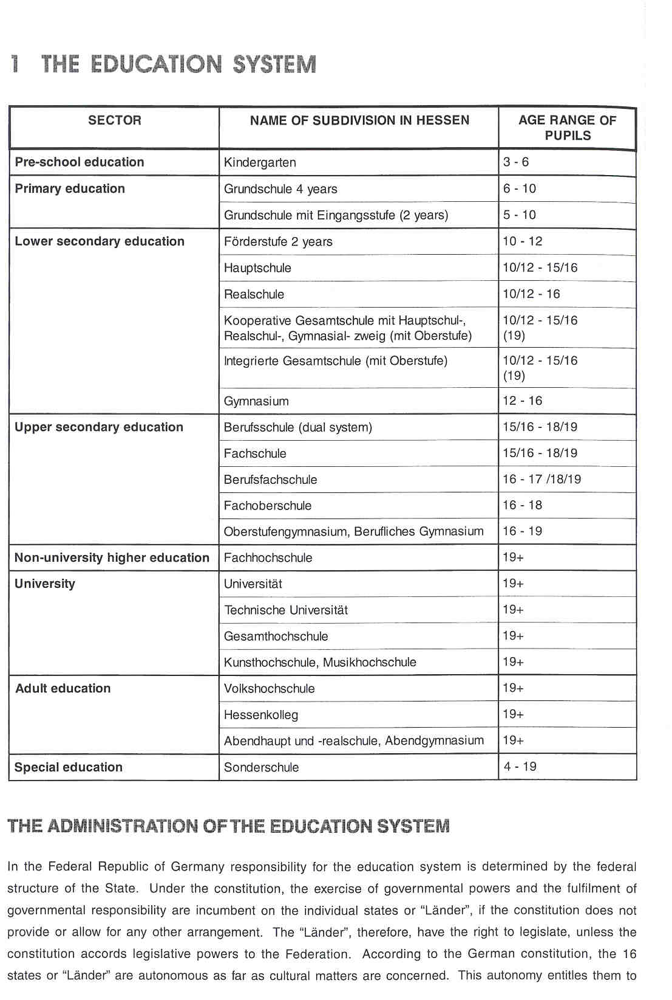 1 THE EDUCATION SYSTEM
SECTOR NAME OF SUBDIVISION IN HESSEN AGE RANGE OF
PUPILS
Pre-school education Kindergarten 3 - 6
Primary education Grundschule 4 years 6 - 10
Grundschule mit Eingangsstufe (2 years) 5 - 10
Lower secondary education Förderstufe 2 years 10 - 12
Hauptschule 10/12 - 15/16
Realschule 10/12 - 16
Kooperative Gesamtschule mit Hauptschul-, 10/12 - 15/16
Realschul-, Gymnasial- zweig (mit Oberstufe) (19)
Integrierte Gesamtschule (mit Oberstufe) 10/12 - 15/16
(19)
Gymnasium 12 - 16
Upper secondary education Berufsschule (dual system) 15/16 - 18/19
Fachschule 15/16 - 18/19
Berufsfachschule 16 - 17 /18/19
Fachoberschule 16 - 18
Oberstufengymnasium, Berufliches Gymnasium 16 - 19
Non-university higher education Fachhochschule 19+
University Universität 19+
Technische Universität 19+
Gesamthochschule 19+
Kunsthochschule, Musikhochschule 19+
Adult education Volkshochschule 19+
Hessenkolleg 19+
Abendhaupt und -realschule, Abendgymnasium 19+
Special education Sonderschule 4 - 19
THE ADMINISTRATION OF THE EDUCATION SYSTEM
In the Federal Republic of Germany responsibility for the education system is determined by the federal
structure of the State. Under the constitution, the exercise of governmental powers and the fulfilment of
governmental responsibility are incumbent on the individual states or “Länder”, if the constitution does not
provide or allow for any other arrangement. The “Länder”, therefore, have the right to legislate, unless the
constitution accords legislative powers to the Federation. According to the German constitution, the 16
states or “Länder” are autonomous as far as cultural matters are concerned. This autonomy entitles them to